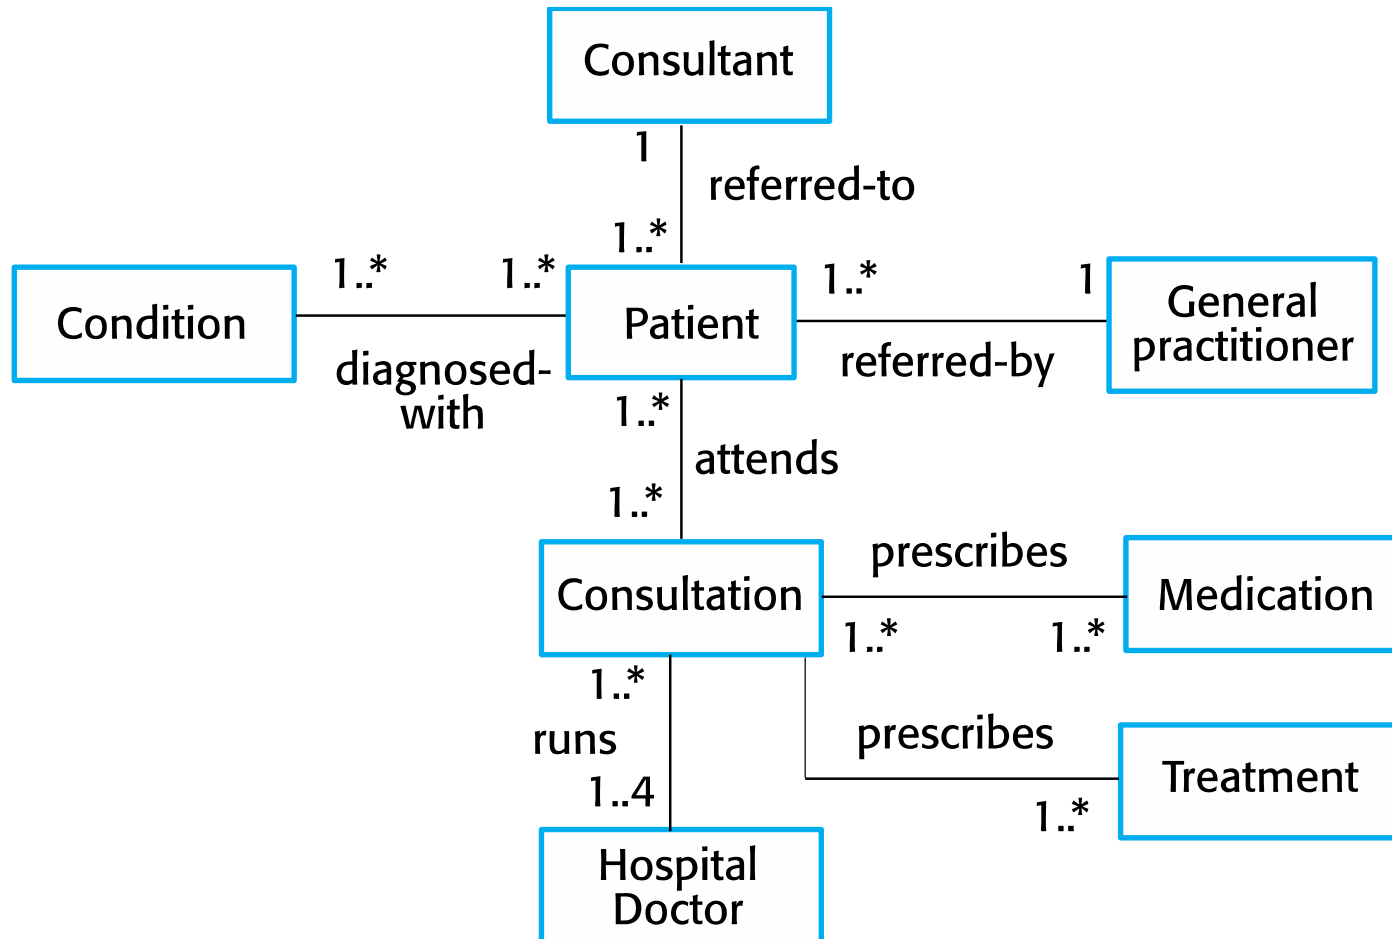 Consultant
1
referred-to
1..*
1..*
1..*
1..*
1
Condition
Patient
General
practitioner
diagnosed-
with
referred-by
1..*
attends
1..*
prescribes
Consultation
Medication
1..*
1..*
1..*
runs
prescribes
1..4
Treatment
1..*
Hospital
Doctor